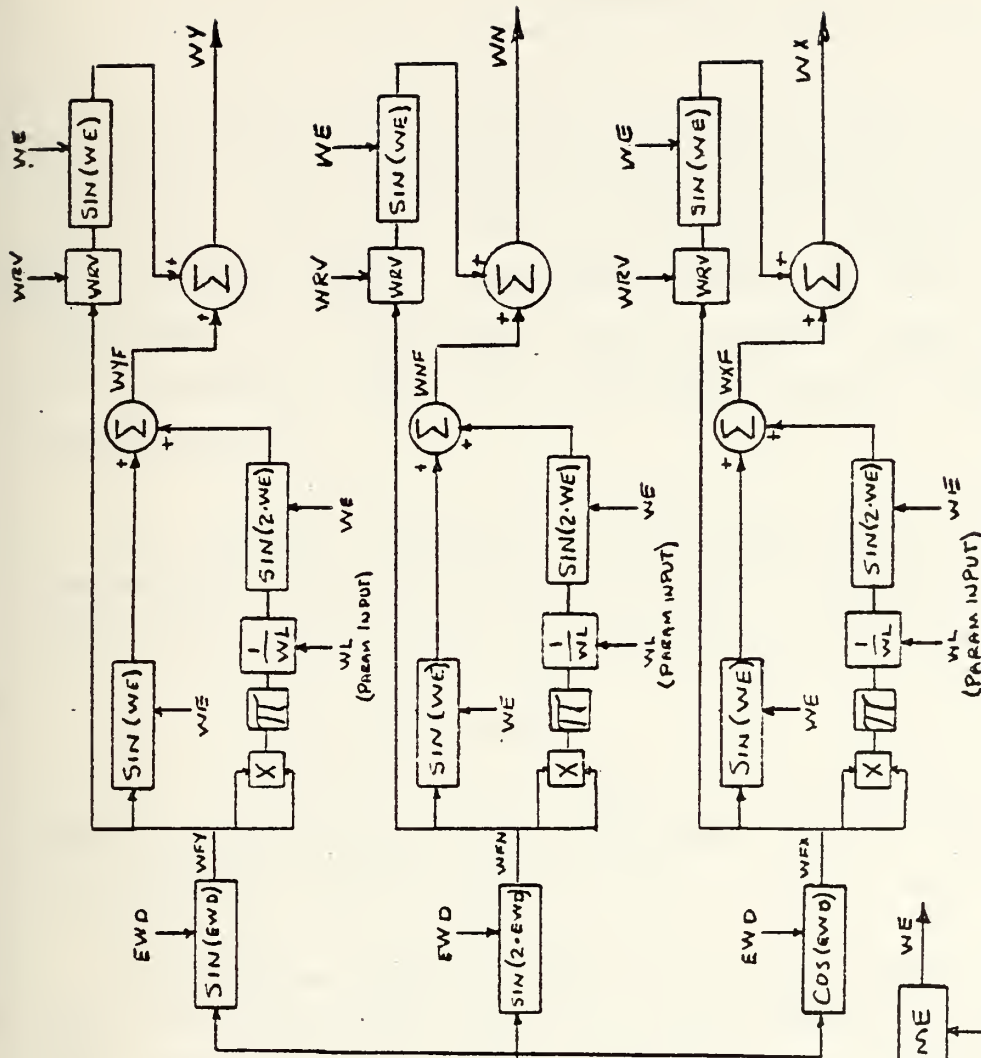 WE
WRV
SIN(WE)
WRV
WY
+
+
Σ
WYF
Σ
+
+
SIN(WE)
WE
SIN(2·WE)
WE
1/WL
WL
(PARAM INPUT)
π
X
WFY
EWD
SIN(EWD)
WE
WRV
SIN(WE)
WRV
WN
+
+
Σ
WNF
Σ
+
+
SIN(WE)
WE
SIN(2·WE)
WE
1/WL
WL
(PARAM INPUT)
π
X
WFN
EWD
SIN(2·EWD)
WE
WRV
SIN(WE)
WRV
WX
+
+
Σ
WXF
Σ
+
+
SIN(WE)
WE
SIN(2·WE)
WE
1/WL
WL
(PARAM INPUT)
π
X
WFX
EWD
COS(EWD)
WE